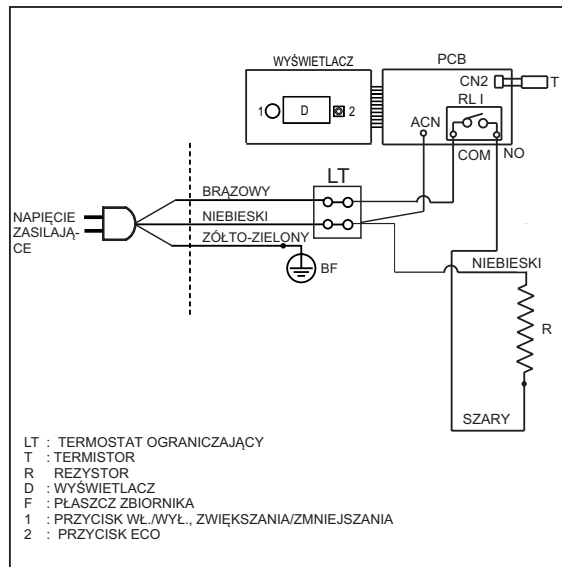 WYŚWIETLACZ
PCB
CN2
T
RL I
1
D
2
ACN
COM
NO
LT
BRĄZOWY
NAPIĘCIE
ZASILAJĄ-
CE
NIEBIESKI
ZÓŁTO-ZIELONY
BF
NIEBIESKI
R
SZARY
LT : TERMOSTAT OGRANICZAJĄCY
T : TERMISTOR
R REZYSTOR
D : WYŚWIETLACZ
F : PŁASZCZ ZBIORNIKA
1 : PRZYCISK WŁ./WYŁ., ZWIĘKSZANIA/ZMNIEJSZANIA
2 : PRZYCISK ECO